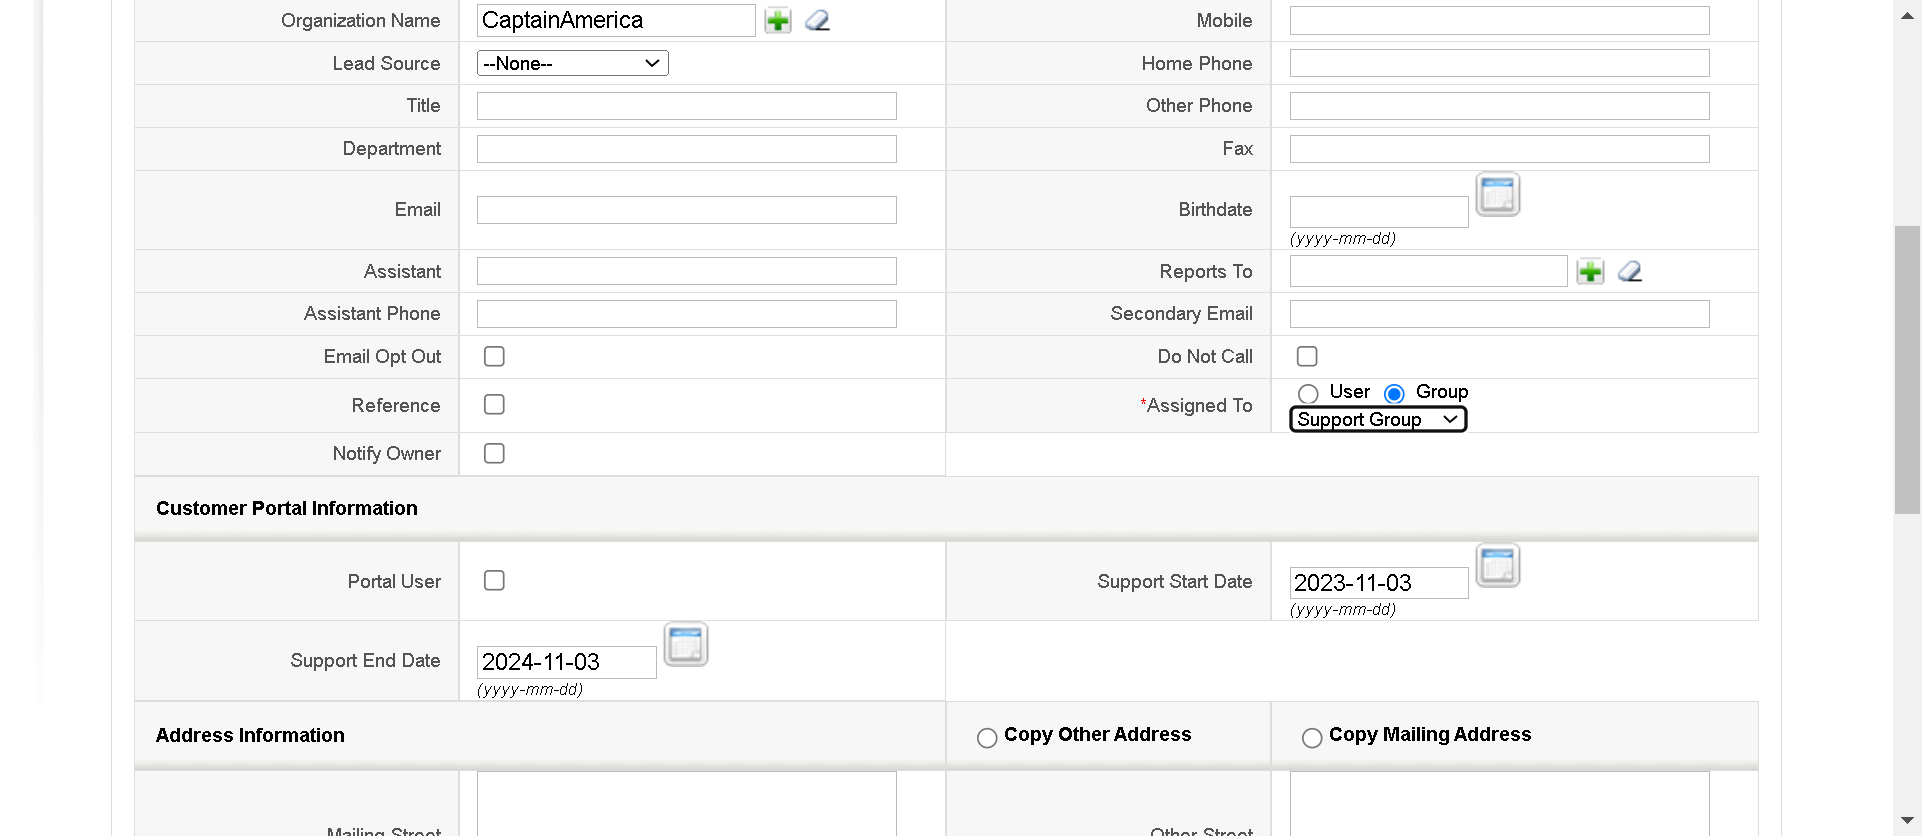 Organization Name CaptainAmerica Mobile
Lead Source --None-- Home Phone
Title Other Phone
Department Fax
Email Birthdate
(yyyy-mm-dd)
Assistant Reports To
Assistant Phone Secondary Email
Email Opt Out Do Not Call
User Group
Reference *Assigned To
Support Group
Notify Owner
Customer Portal Information
Portal User Support Start Date 2023-11-03
(yyyy-mm-dd)
Support End Date 2024-11-03
(yyyy-mm-dd)
Address Information Copy Other Address Copy Mailing Address
Mailing Street Other Street